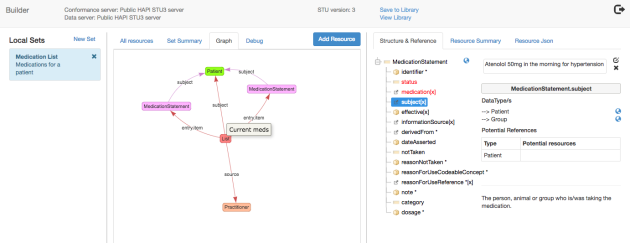 Builder
Conformance server: Public HAPI STU3 server
Data server: Public HAPI STU3 server
STU version: 3
Save to Library
View Library
Local Sets
New Set
Medication List
Medications for a patient
All resources
Set Summary
Graph
Debug
Add Resource
Patient
subject
subject
MedicationStatement
MedicationStatement
subject
entry.item
entry.item
Current meds
List
source
Practitioner
Structure & Reference
Resource Summary
Resource Json
MedicationStatement
identifier *
status
medication[x]
subject[x]
effective[x]
informationSource[x]
derivedFrom *
dateAsserted
notTaken
reasonNotTaken *
reasonForUseCodeableConcept *
reasonForUseReference *[x]
note *
category
dosage *
Atenolol 50mg in the morning for hypertension
MedicationStatement.subject
DataType/s
--> Patient
--> Group
Potential References
Type Potential resources
Patient
The person, animal or group who is/was taking the
medication.